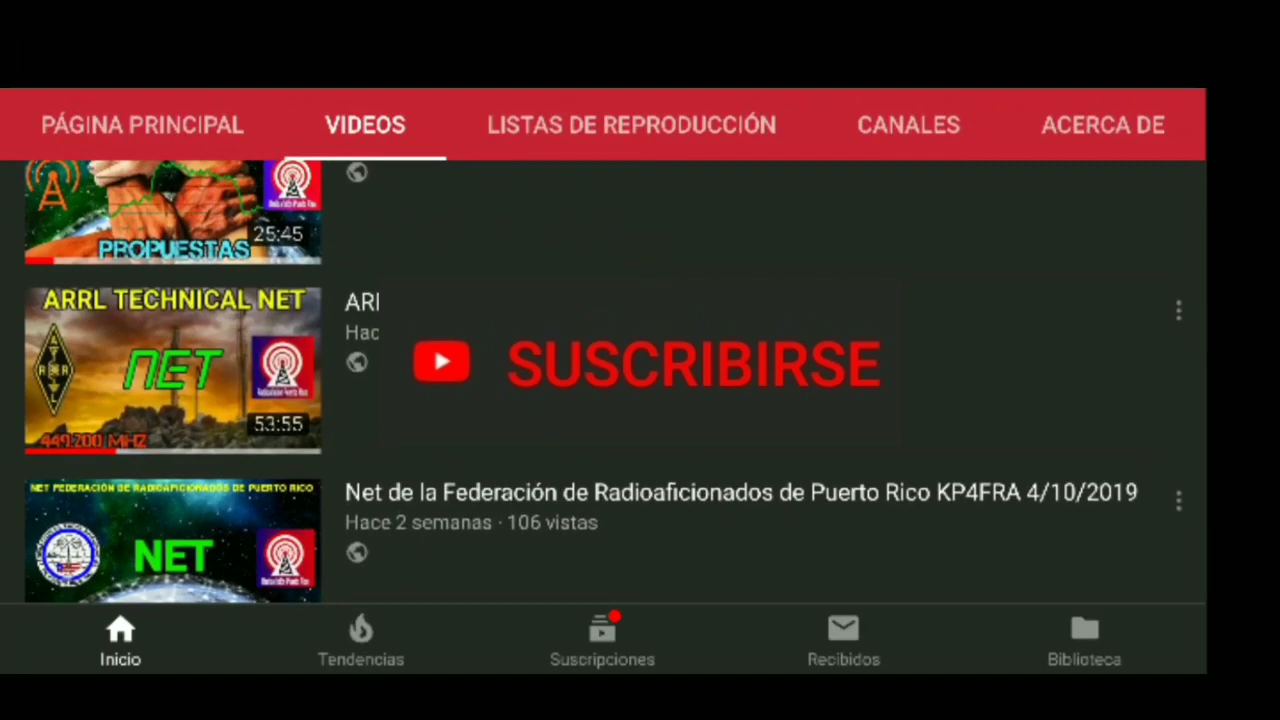 PÁGINA PRINCIPAL
VIDEOS
LISTAS DE REPRODUCCIÓN
CANALES
ACERCA DE
PROPUESTAS
25:45
ARRL TECHNICAL NET
NET
449.200 MHZ
53:55
Hac
SUSCRIBIRSE
NET FEDERACIÓN DE RADIOAFICIONADOS DE PUERTO RICO
NET
Net de la Federación de Radioaficionados de Puerto Rico KP4FRA 4/10/2019
Hace 2 semanas · 106 vistas
Inicio
Tendencias
Suscripciones
Recibidos
Biblioteca